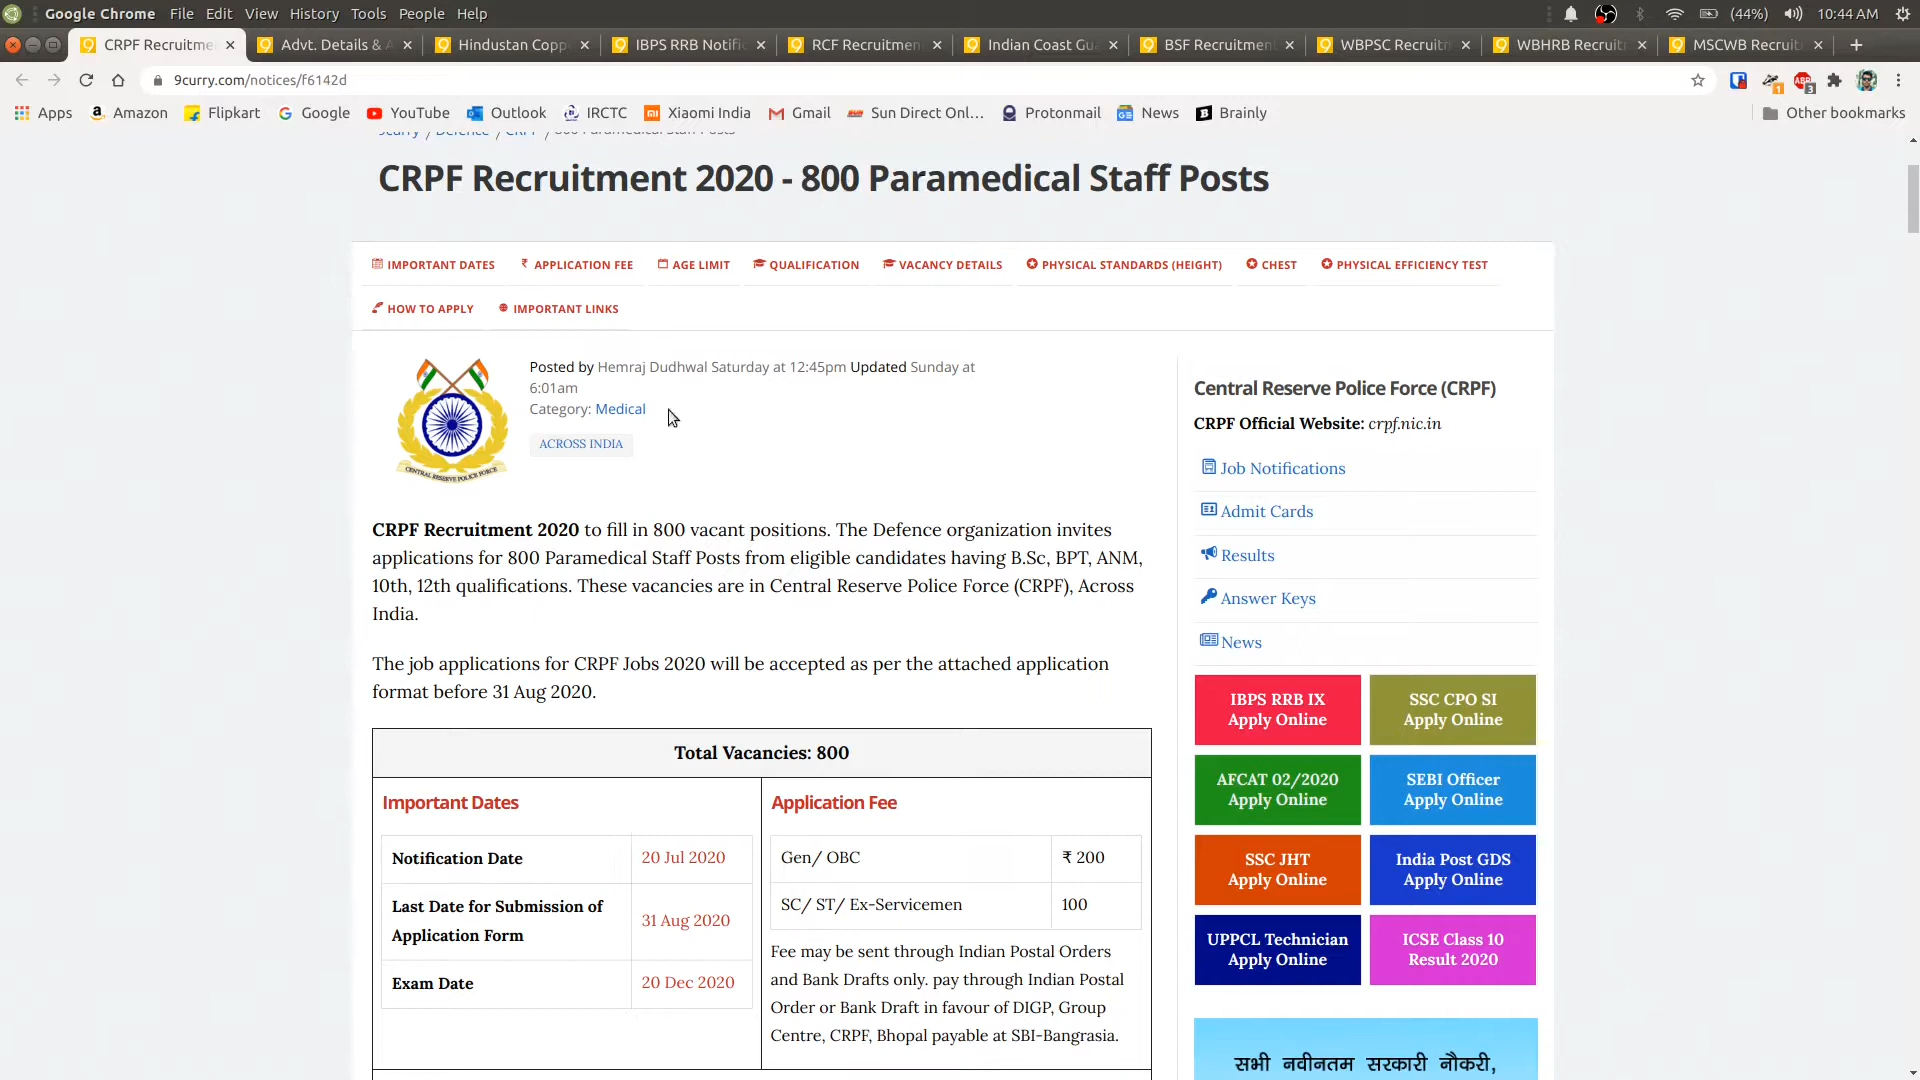 Google Chrome File Edit View History Tools People Help (44%) 10:44 AM
CRPF Recruitme Advt. Details & A Hindustan Copp IBPS RRB Notifi RCF Recruitmen Indian Coast Gua BSF Recruitment WBPSC Recruitm WBHRB Recruit MSCWB Recruit
9curry.com/notices/f6142d
Apps Amazon Flipkart Google YouTube Outlook IRCTC Xiaomi India Gmail Sun Direct Onl... Protonmail News Brainly Other bookmarks
9curry / Defence / CRPF / 800 Paramedical Staff Posts
CRPF Recruitment 2020 - 800 Paramedical Staff Posts
IMPORTANT DATES ₹ APPLICATION FEE AGE LIMIT QUALIFICATION VACANCY DETAILS PHYSICAL STANDARDS (HEIGHT) CHEST PHYSICAL EFFICIENCY TEST
HOW TO APPLY IMPORTANT LINKS
CENTRAL RESERVE POLICE FORCE
Posted by Hemraj Dudhwal Saturday at 12:45pm Updated Sunday at
6:01am
Category: Medical
ACROSS INDIA
CRPF Recruitment 2020 to fill in 800 vacant positions. The Defence organization invites
applications for 800 Paramedical Staff Posts from eligible candidates having B.Sc, BPT, ANM,
10th, 12th qualifications. These vacancies are in Central Reserve Police Force (CRPF), Across
India.
The job applications for CRPF Jobs 2020 will be accepted as per the attached application
format before 31 Aug 2020.
Total Vacancies: 800
Important Dates
Notification Date 20 Jul 2020
Last Date for Submission of
Application Form 31 Aug 2020
Exam Date 20 Dec 2020
Application Fee
Gen/ OBC ₹ 200
SC/ ST/ Ex-Servicemen 100
Fee may be sent through Indian Postal Orders
and Bank Drafts only. pay through Indian Postal
Order or Bank Draft in favour of DIGP, Group
Centre, CRPF, Bhopal payable at SBI-Bangrasia.
Central Reserve Police Force (CRPF)
CRPF Official Website: crpf.nic.in
Job Notifications
Admit Cards
Results
Answer Keys
News
IBPS RRB IX
Apply Online
SSC CPO SI
Apply Online
AFCAT 02/2020
Apply Online
SEBI Officer
Apply Online
SSC JHT
Apply Online
India Post GDS
Apply Online
UPPCL Technician
Apply Online
ICSE Class 10
Result 2020
सभी नवीनतम सरकारी नौकरी,